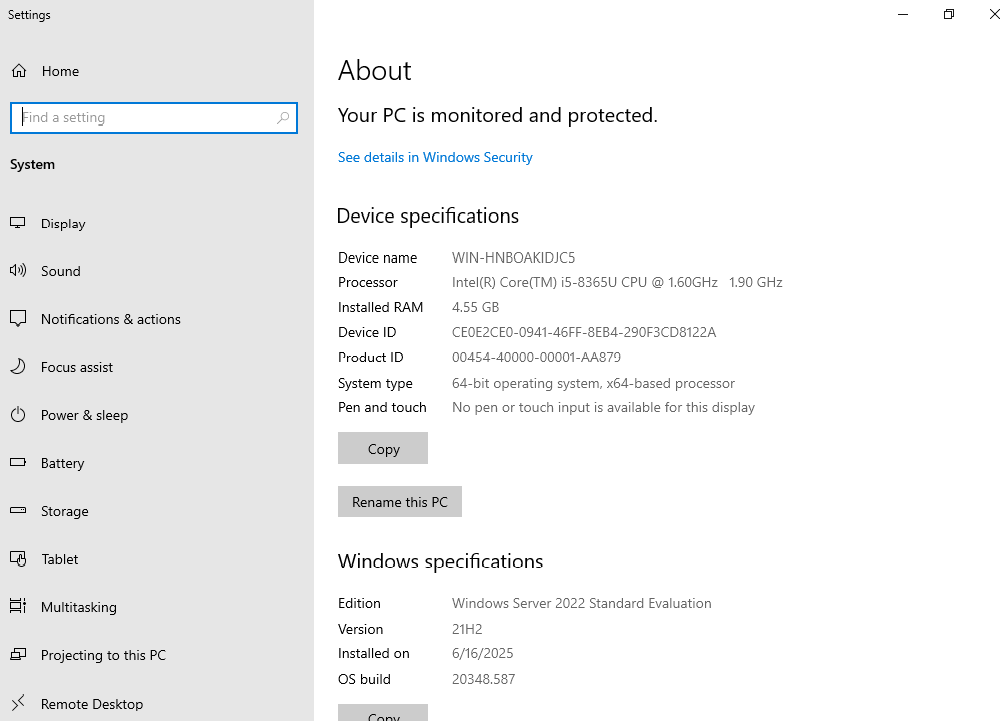 Settings
Home
Find a setting
System
Display
Sound
Notifications & actions
Focus assist
Power & sleep
Battery
Storage
Tablet
Multitasking
Projecting to this PC
Remote Desktop
About
Your PC is monitored and protected.
See details in Windows Security
Device specifications
Device name WIN-HNBOAKIDJC5
Processor Intel(R) Core(TM) i5-8365U CPU @ 1.60GHz 1.90 GHz
Installed RAM 4.55 GB
Device ID CE0E2CE0-0941-46FF-8EB4-290F3CD8122A
Product ID 00454-40000-00001-AA879
System type 64-bit operating system, x64-based processor
Pen and touch No pen or touch input is available for this display
Copy
Rename this PC
Windows specifications
Edition Windows Server 2022 Standard Evaluation
Version 21H2
Installed on 6/16/2025
OS build 20348.587
Copy